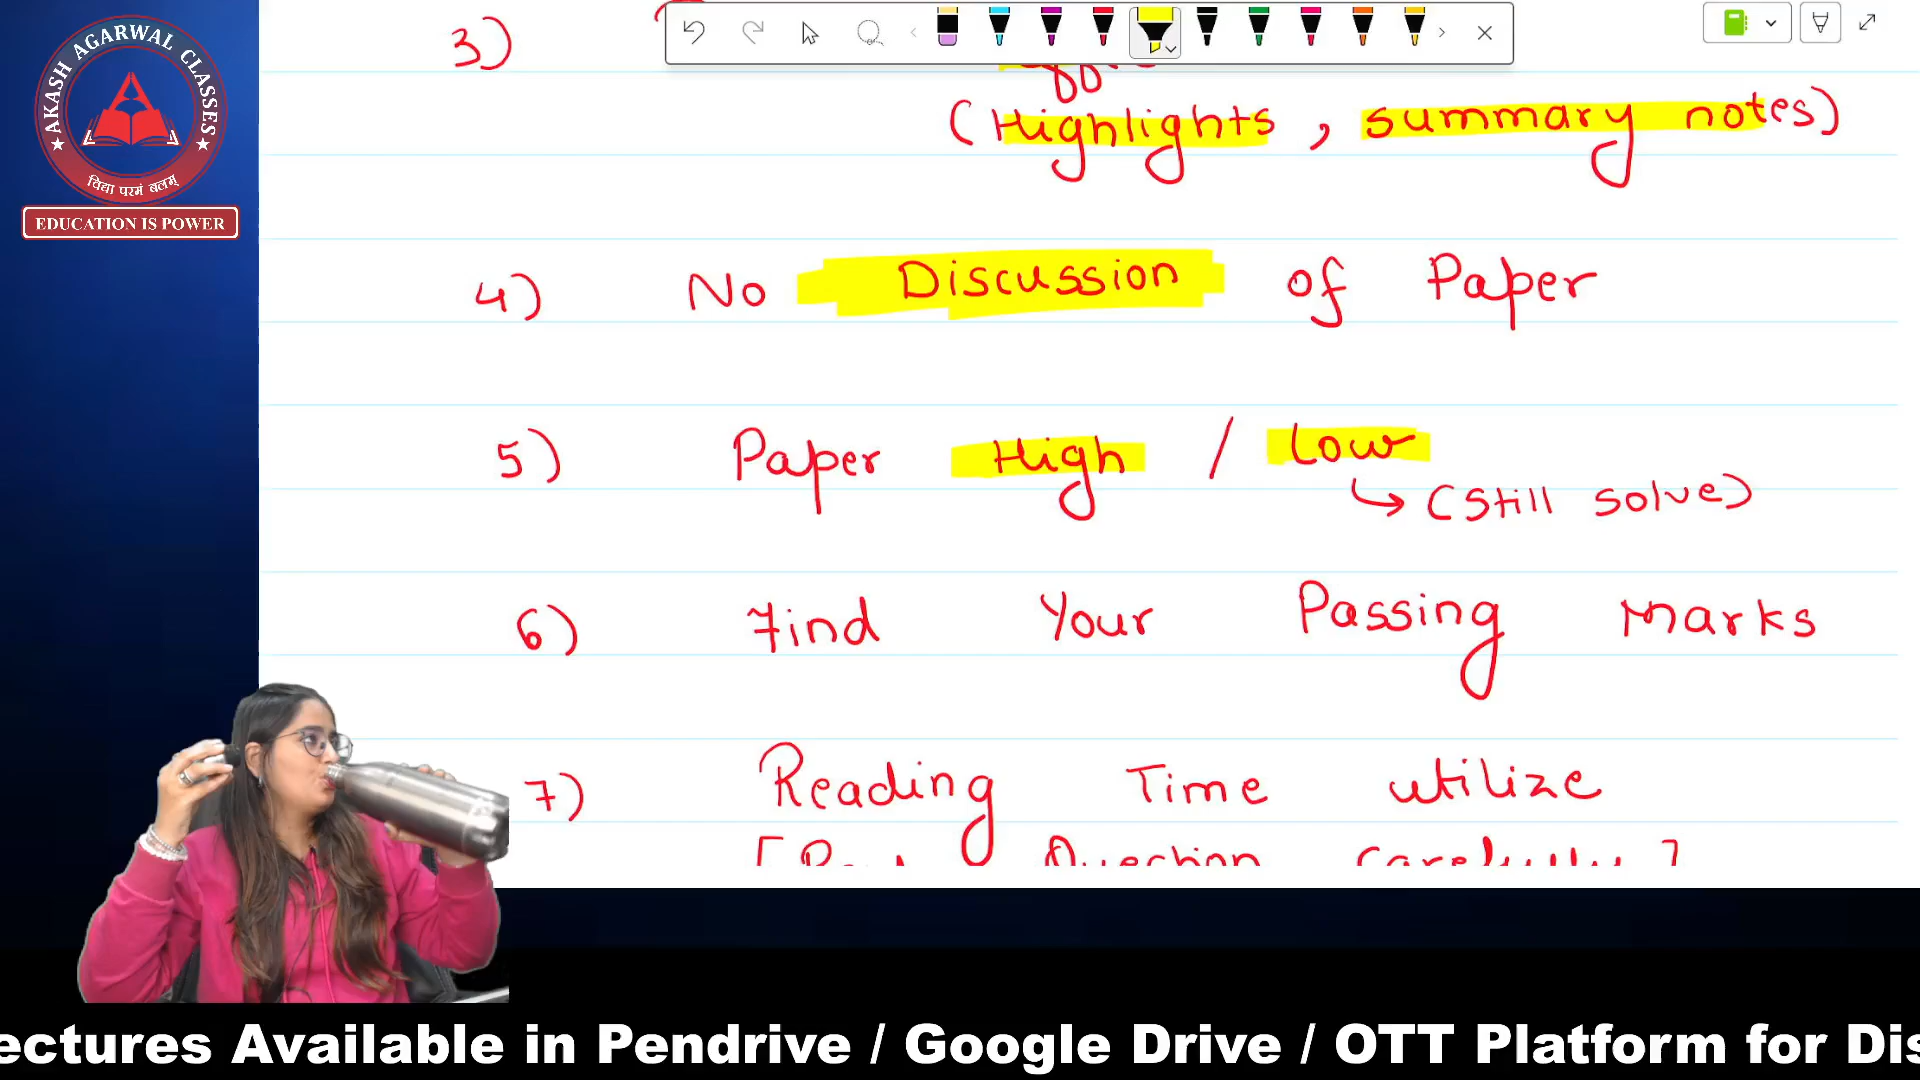 AKASH AGARWAL CLASSES
विद्या परमं बलम्
EDUCATION IS POWER
3)
(Highlights , summary notes)
4) No Discussion of Paper
5) Paper High / Low
(still solve)
6) Find Your Passing Marks
7) Reading Time utilize
Question Carefully]
ectures Available in Pendrive / Google Drive / OTT Platform for Dis